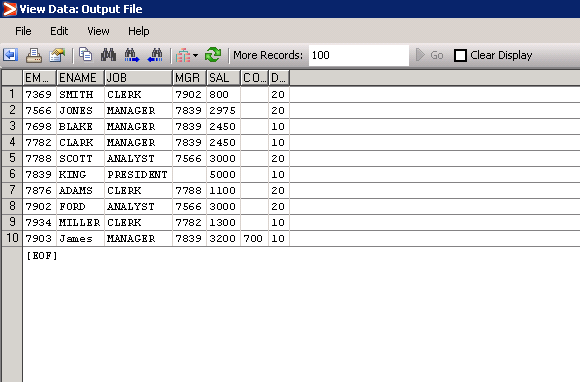 View Data: Output File
File Edit View Help
More Records: 100 Go Clear Display
EM... ENAME JOB MGR SAL CO... D...
1 7369 SMITH CLERK 7902 800 20
2 7566 JONES MANAGER 7839 2975 20
3 7698 BLAKE MANAGER 7839 2450 10
4 7782 CLARK MANAGER 7839 2450 10
5 7788 SCOTT ANALYST 7566 3000 20
6 7839 KING PRESIDENT 5000 10
7 7876 ADAMS CLERK 7788 1100 20
8 7902 FORD ANALYST 7566 3000 20
9 7934 MILLER CLERK 7782 1300 10
10 7903 James MANAGER 7839 3200 700 10
[EOF]